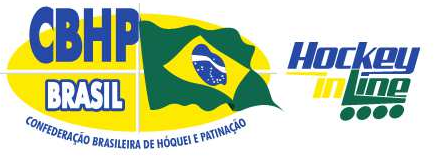 CBHP
BRASIL
CONFEDERAÇÃO BRASILEIRA DE HÓQUEI E PATINAÇÃO
Hockey
in Line